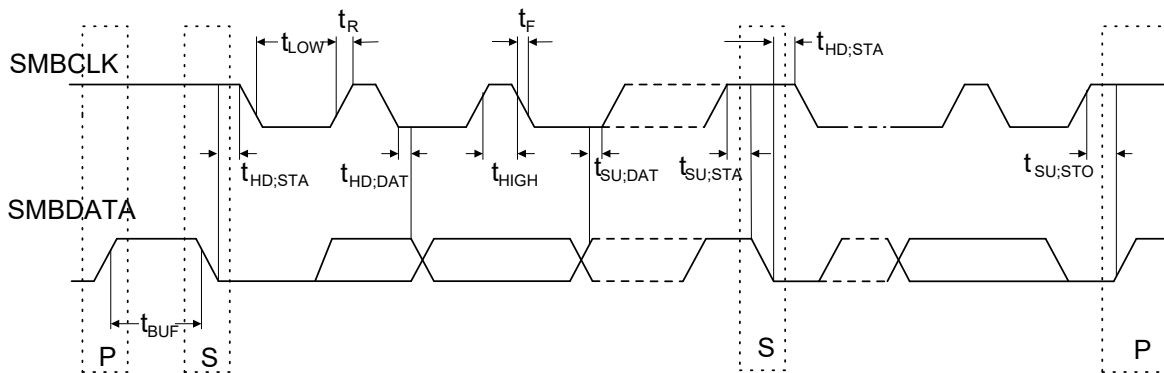 tR tF
tLOW tHD;STA
SMBCLK
tHD;STA tHD;DAT tHIGH tSU;DAT tSU;STA tSU;STO
SMBDATA
tBUF
P S S P